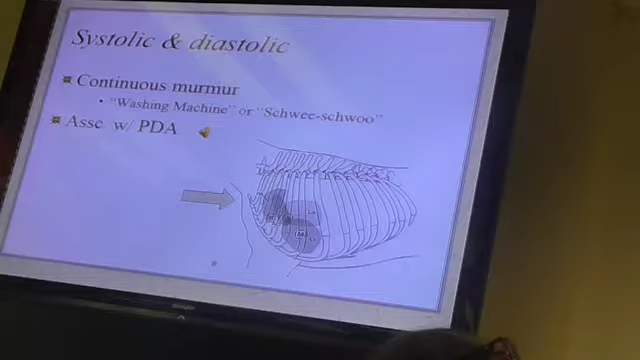 Systolic & diastolic
Continuous murmur
"Washing Machine" or "Schwee-schwoo"
Assc w/ PDA